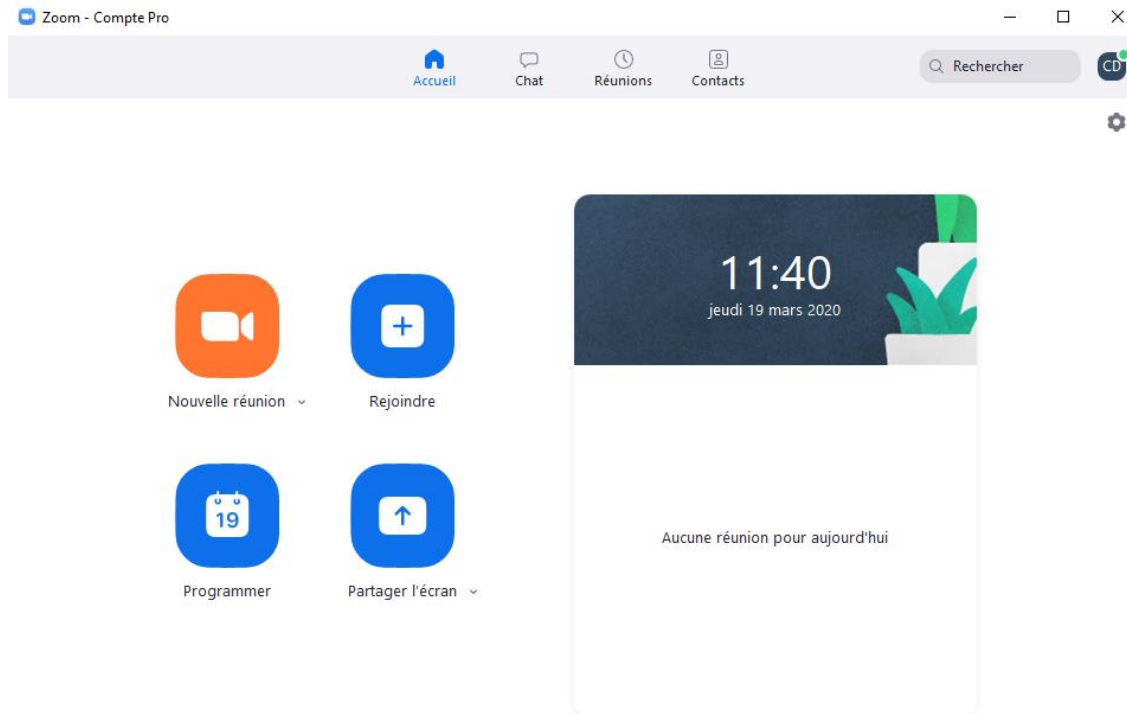 Zoom - Compte Pro
Accueil
Chat
Réunions
Contacts
Rechercher
CD
11:40
jeudi 19 mars 2020
Nouvelle réunion
Rejoindre
19
Programmer
Partager l'écran
Aucune réunion pour aujourd'hui